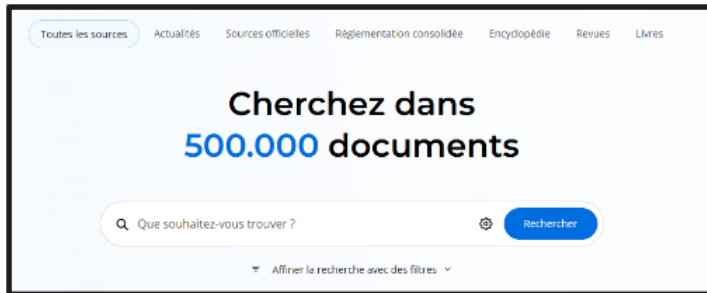 Toutes les sources Actualités Sources officielles Réglementation consolidée Encyclopédie Revues Livres
Cherchez dans
500.000 documents
Que souhaitez-vous trouver ? Rechercher
Affiner la recherche avec des filtres